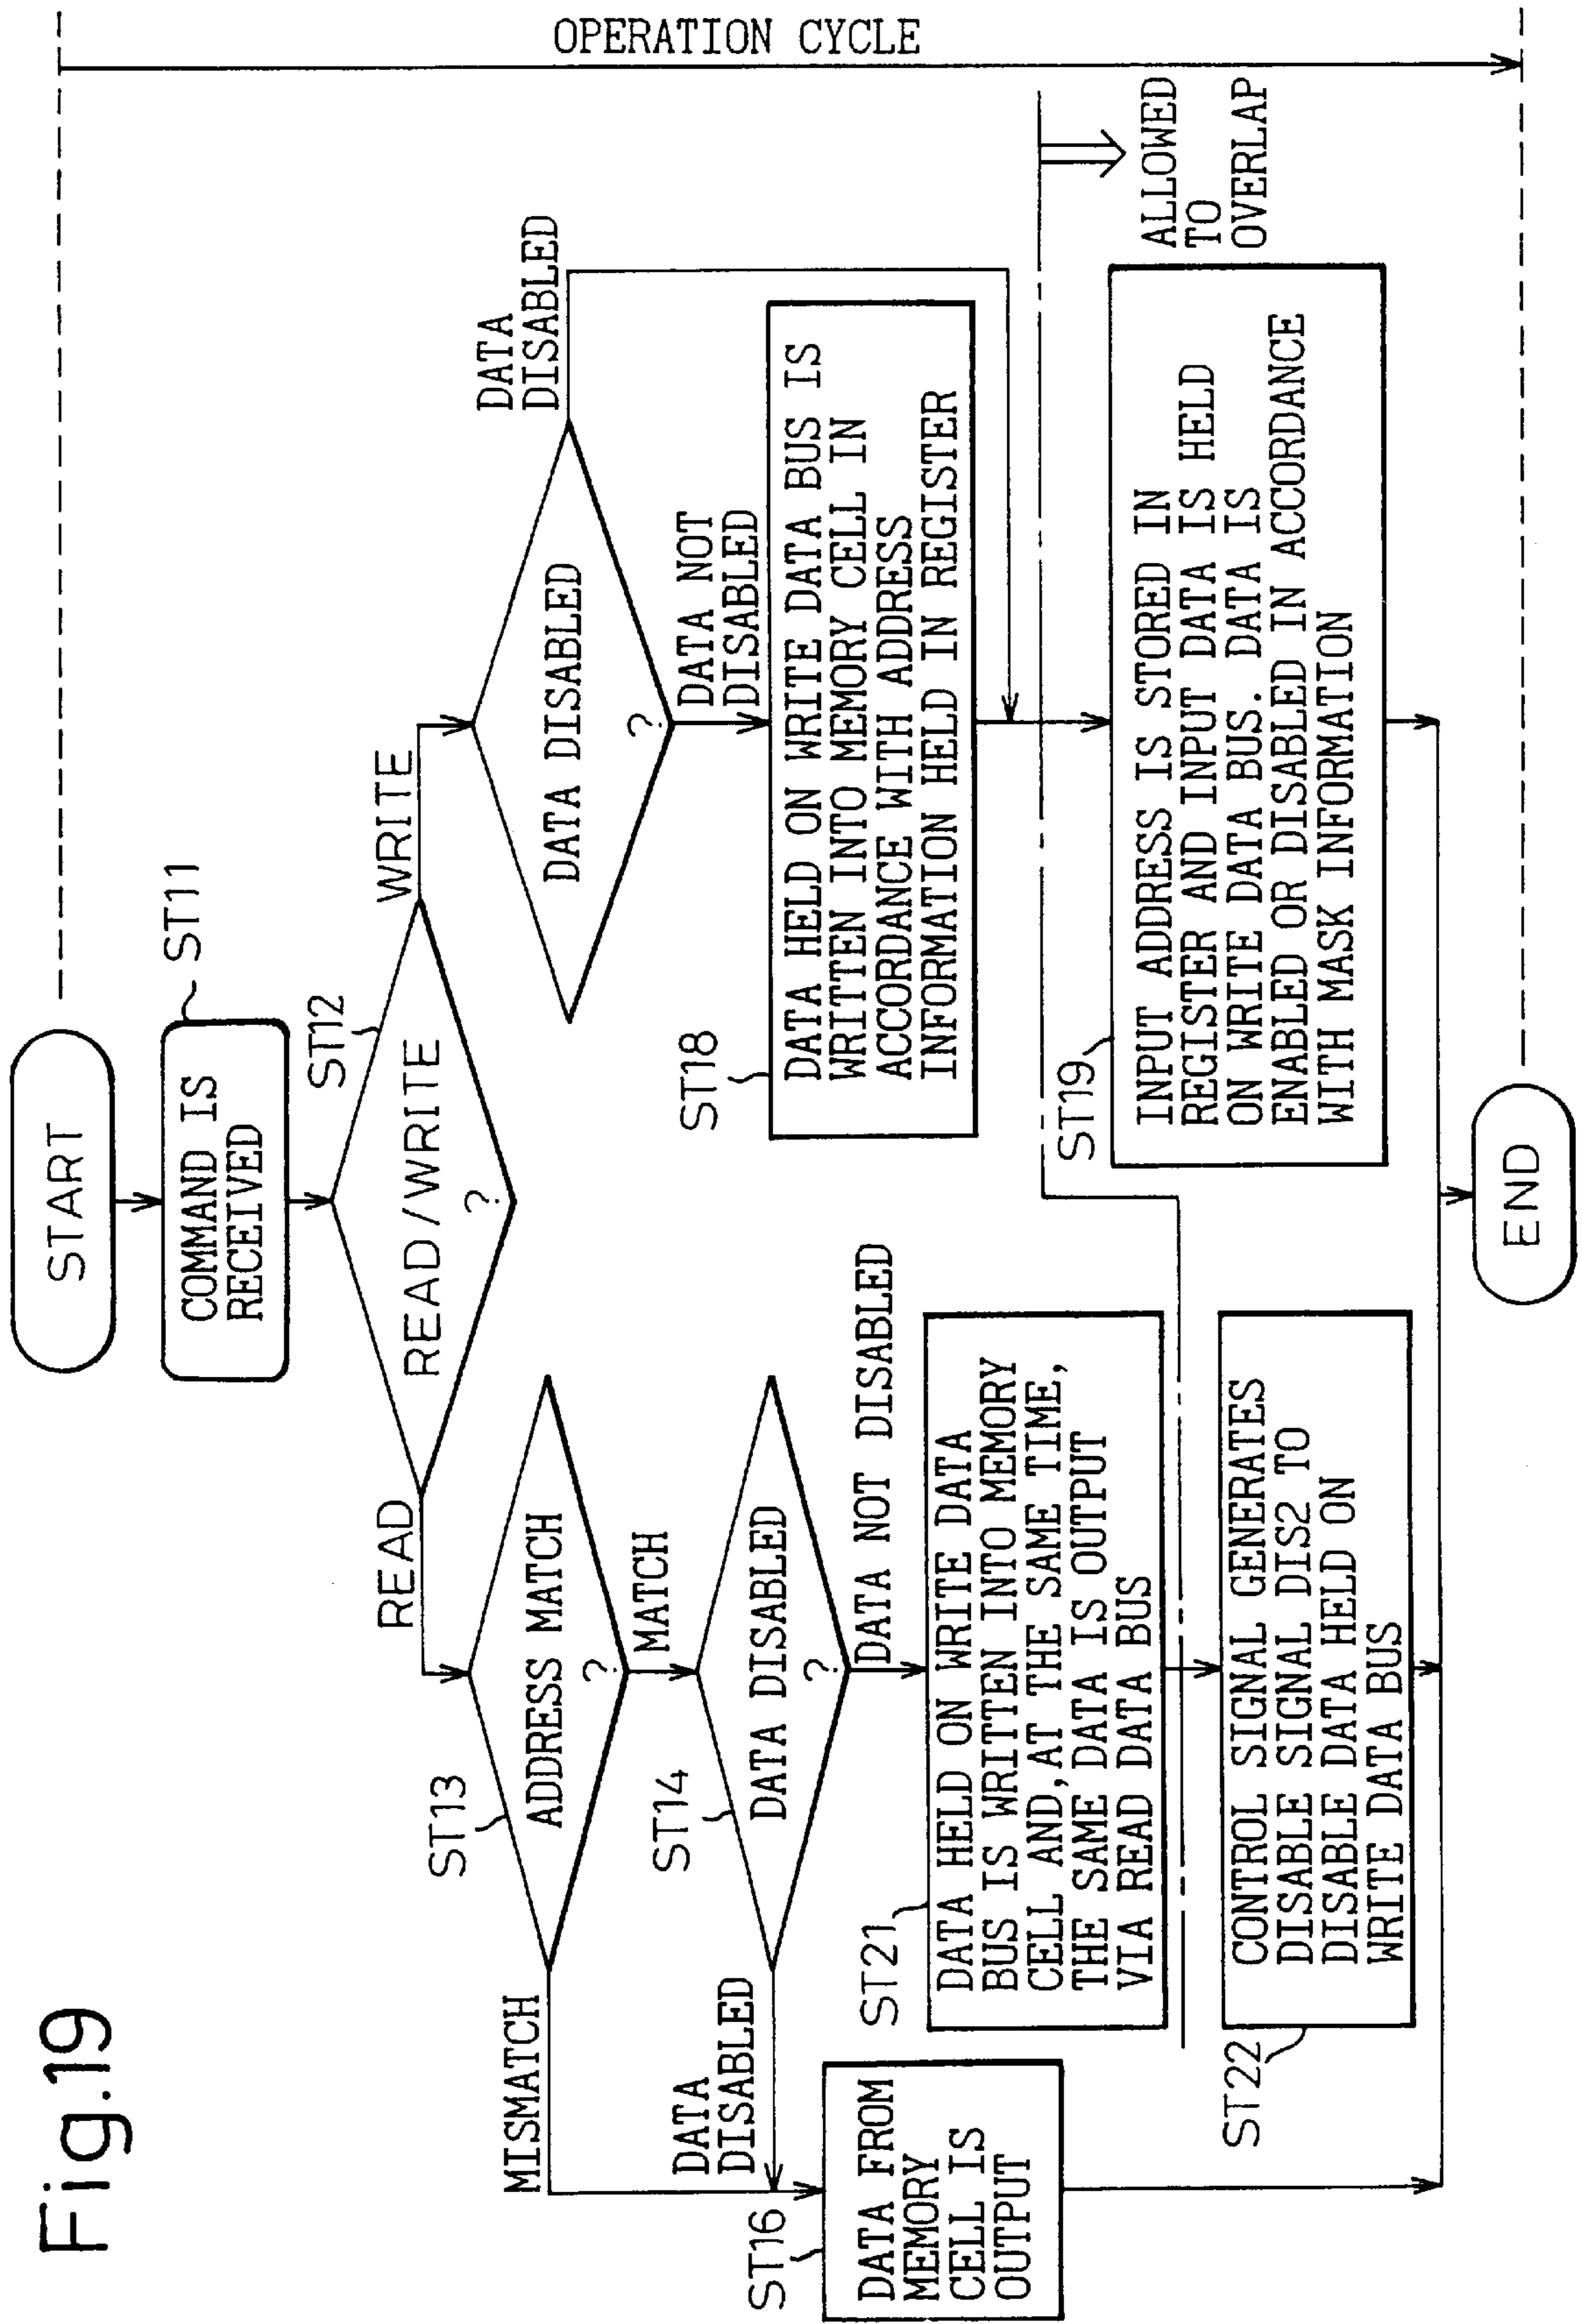 Fig.19
START
COMMAND IS
RECEIVED
ST11
READ/WRITE
?
ST12
READ
WRITE
ADDRESS MATCH
?
ST13
MISMATCH
MATCH
DATA DISABLED
?
ST14
DATA
DISABLED
DATA NOT DISABLED
ST16
DATA FROM
MEMORY
CELL IS
OUTPUT
ST21
DATA HELD ON WRITE DATA
BUS IS WRITTEN INTO MEMORY
CELL AND,AT THE SAME TIME,
THE SAME DATA IS OUTPUT
VIA READ DATA BUS
ST22
CONTROL SIGNAL GENERATES
DISABLE SIGNAL DIS2 TO
DISABLE DATA HELD ON
WRITE DATA BUS
DATA DISABLED
?
DATA
DISABLED
DATA NOT
DISABLED
ST18
DATA HELD ON WRITE DATA BUS IS
WRITTEN INTO MEMORY CELL IN
ACCORDANCE WITH ADDRESS
INFORMATION HELD IN REGISTER
ST19
INPUT ADDRESS IS STORED IN
REGISTER AND INPUT DATA IS HELD
ON WRITE DATA BUS. DATA IS
ENABLED OR DISABLED IN ACCORDANCE
WITH MASK INFORMATION
ALLOWED
TO
OVERLAP
OPERATION CYCLE
END